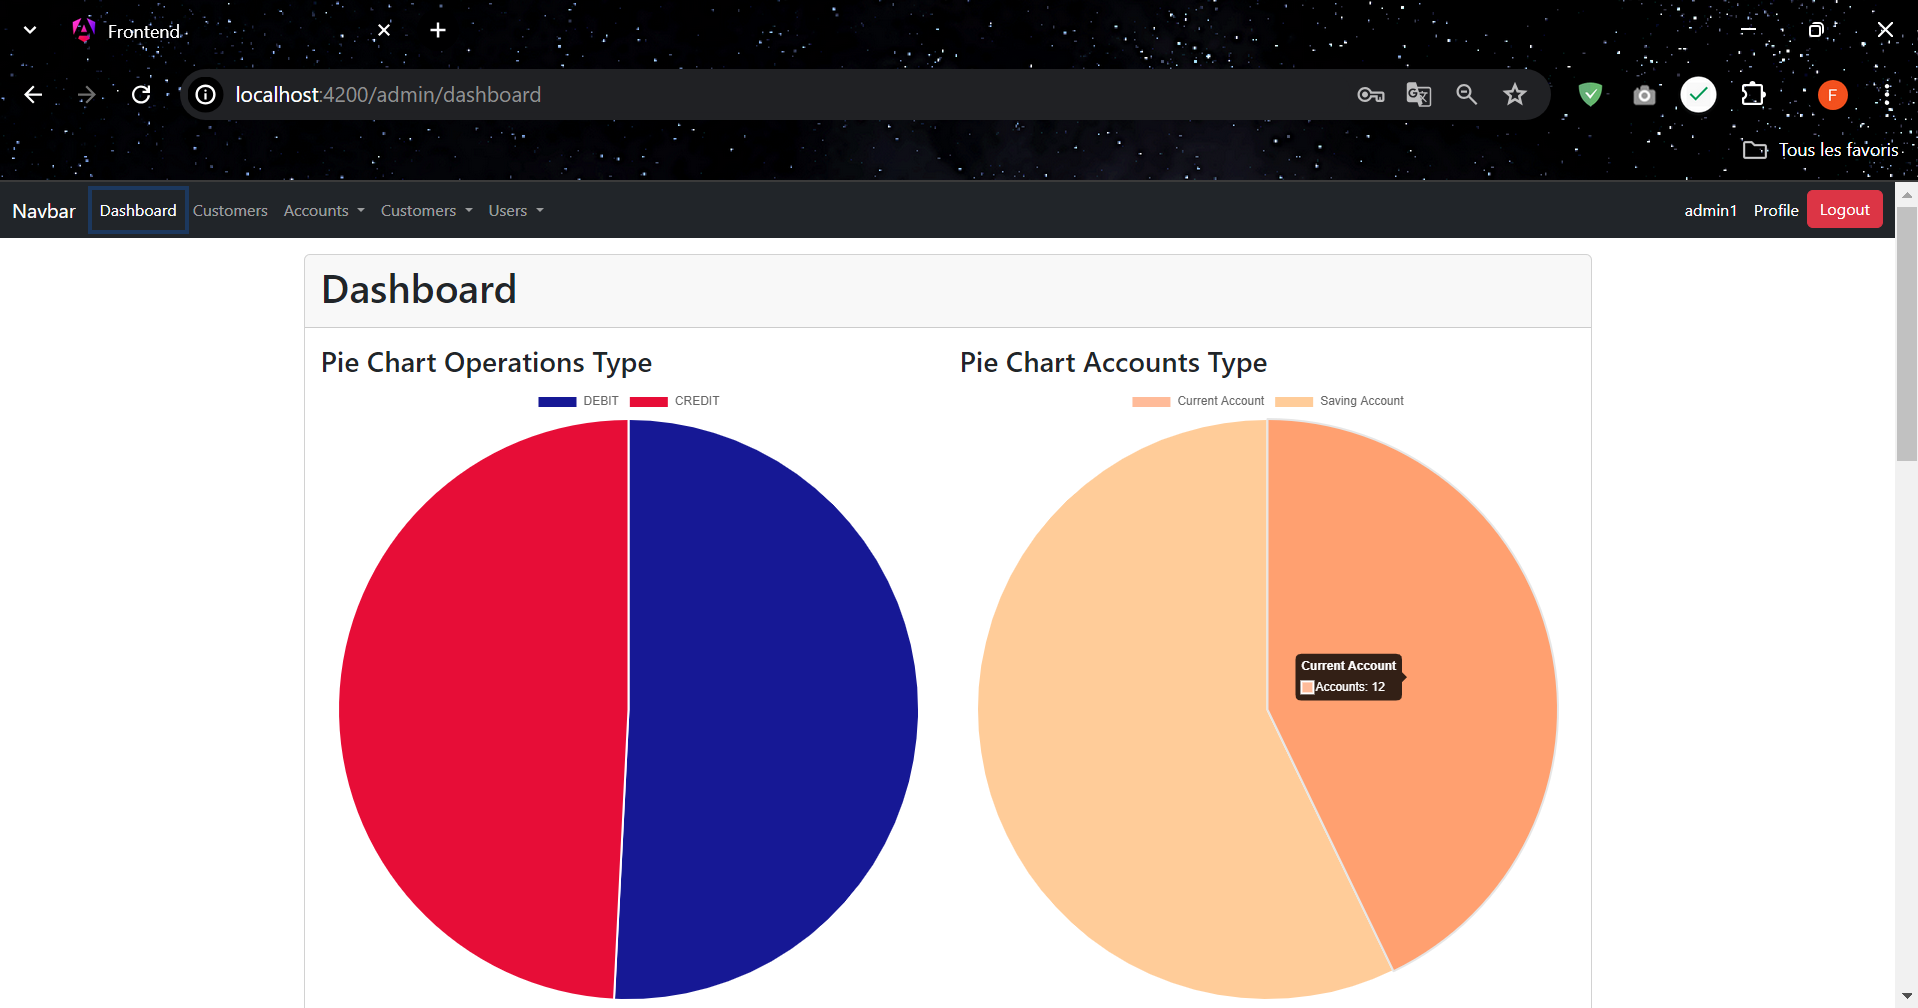 Frontend
localhost:4200/admin/dashboard
F
Tous les favoris
Navbar Dashboard Customers Accounts Customers Users admin1 Profile Logout
Dashboard
Pie Chart Operations Type
DEBIT CREDIT
Pie Chart Accounts Type
Current Account Saving Account
Current Account
Accounts: 12